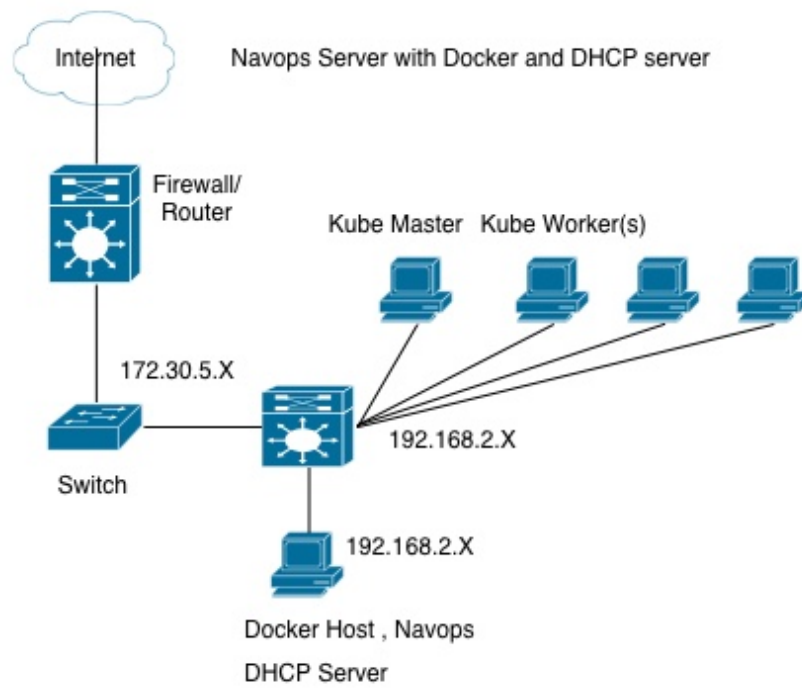 Internet
Navops Server with Docker and DHCP server
Firewall/
Router
Kube Master
Kube Worker(s)
172.30.5.X
192.168.2.X
Switch
192.168.2.X
Docker Host , Navops
DHCP Server